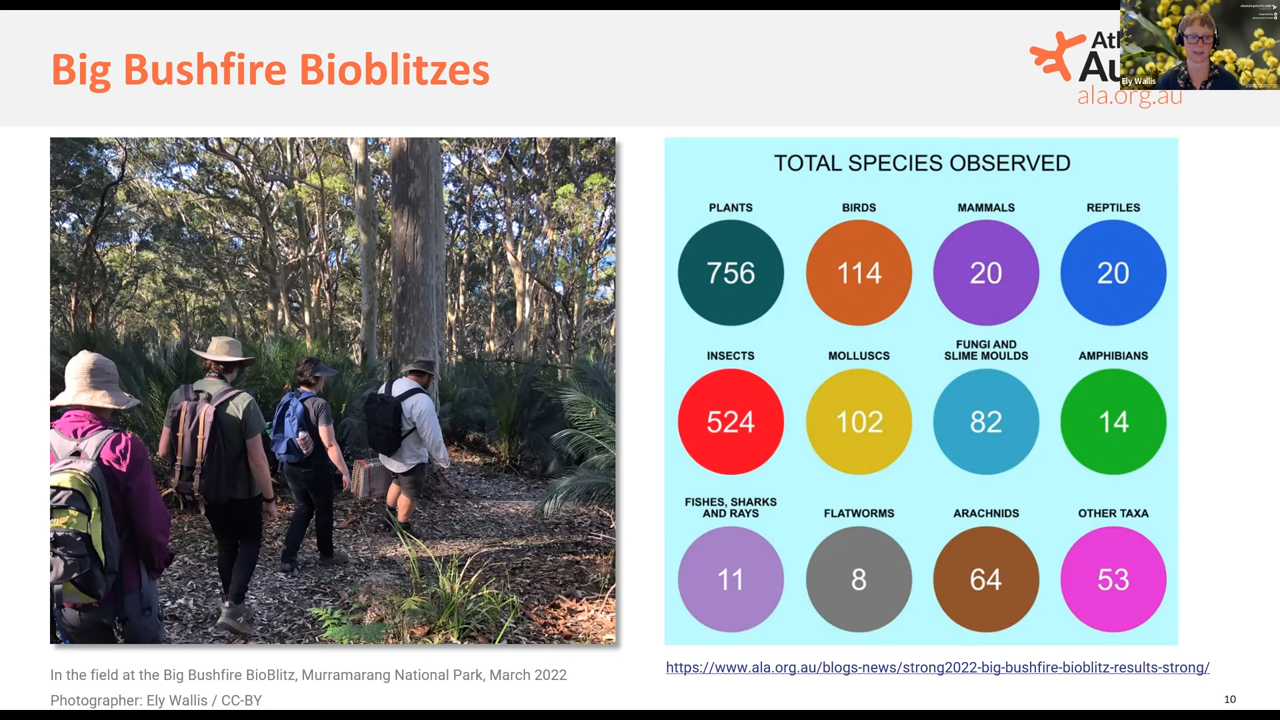 Big Bushfire Bioblitzes
ala.org.au
Ely Wallis
TOTAL SPECIES OBSERVED
PLANTS
BIRDS
MAMMALS
REPTILES
756
114
20
20
INSECTS
MOLLUSCS
FUNGI AND
SLIME MOULDS
AMPHIBIANS
524
102
82
14
FISHES, SHARKS
AND RAYS
FLATWORMS
ARACHNIDS
OTHER TAXA
11
8
64
53
In the field at the Big Bushfire BioBlitz, Murramarang National Park, March 2022
Photographer: Ely Wallis / CC-BY
https://www.ala.org.au/blogs-news/strong2022-big-bushfire-bioblitz-results-strong/
10